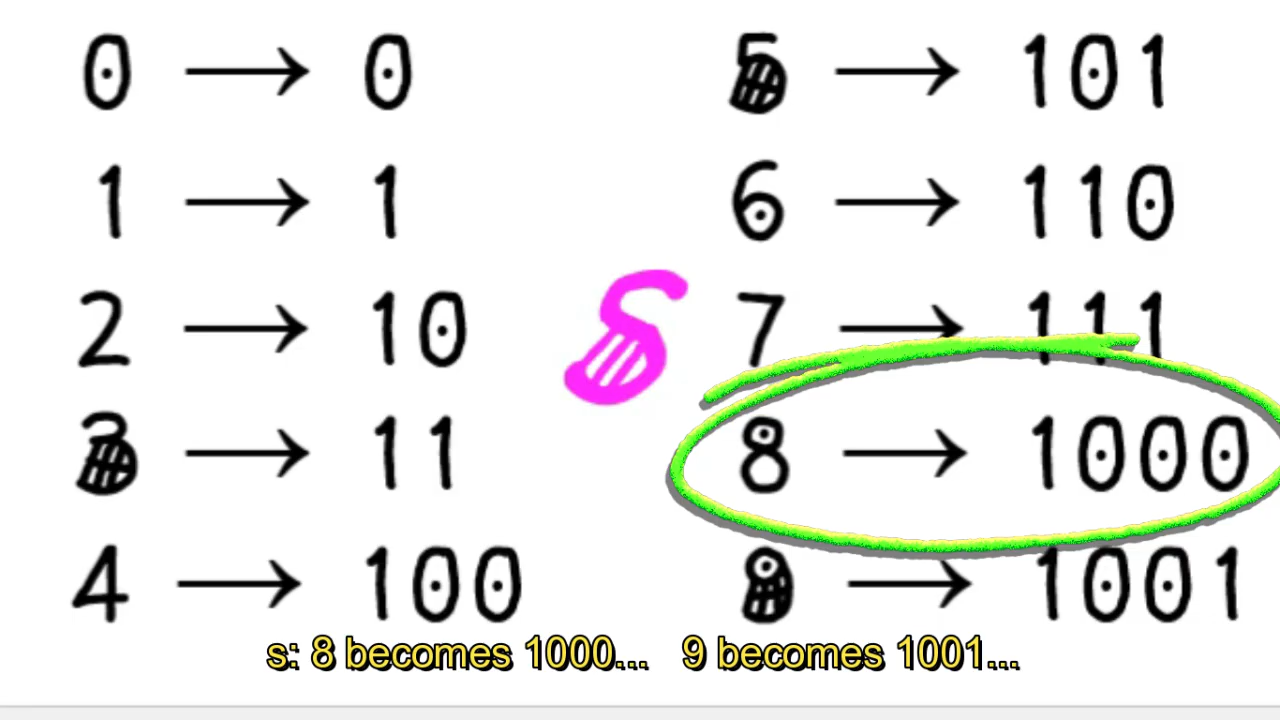 0 → 0
1 → 1
2 → 10
3 → 11
4 → 100
5 → 101
6 → 110
7 → 111
8 → 1000
9 → 1001
s: 8 becomes 1000... 9 becomes 1001...